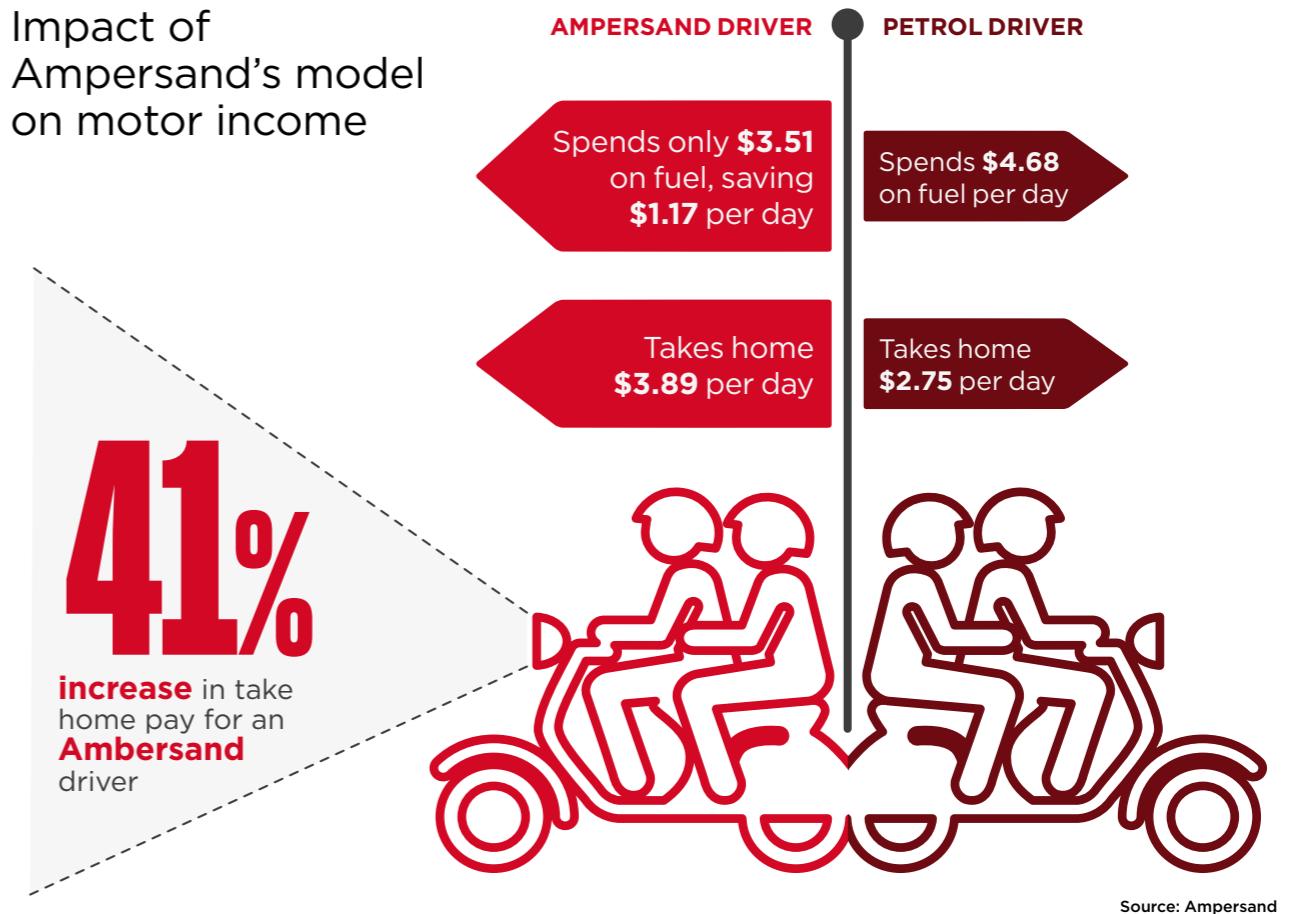 Impact of
Ampersand’s model
on motor income
AMPERSAND DRIVER
PETROL DRIVER
Spends only $3.51
on fuel, saving
$1.17 per day
Spends $4.68
on fuel per day
Takes home
$3.89 per day
Takes home
$2.75 per day
41%
increase in take
home pay for an
Ambersand
driver
Source: Ampersand